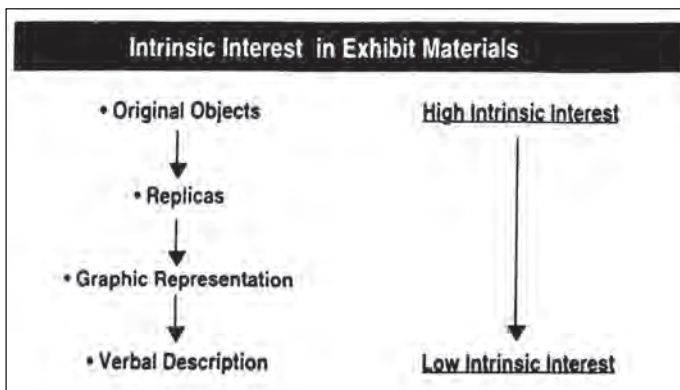 Intrinsic Interest in Exhibit Materials
• Original Objects
High Intrinsic Interest
• Replicas
• Graphic Representation
• Verbal Description
Low Intrinsic Interest